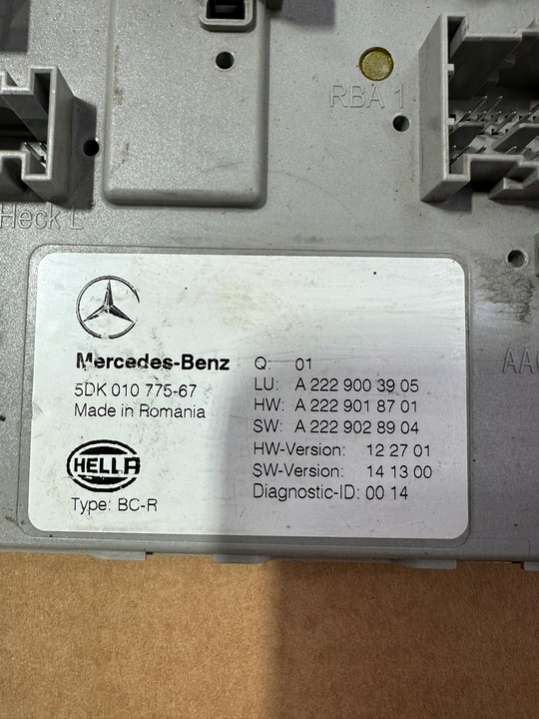 RBA 1
Heck L
AA
Mercedes-Benz
5DK 010 775-67
Made in Romania
HELLA
Type: BC-R
Q: 01
LU: A 222 900 39 05
HW: A 222 901 87 01
SW: A 222 902 89 04
HW-Version: 12 27 01
SW-Version: 14 13 00
Diagnostic-ID: 00 14